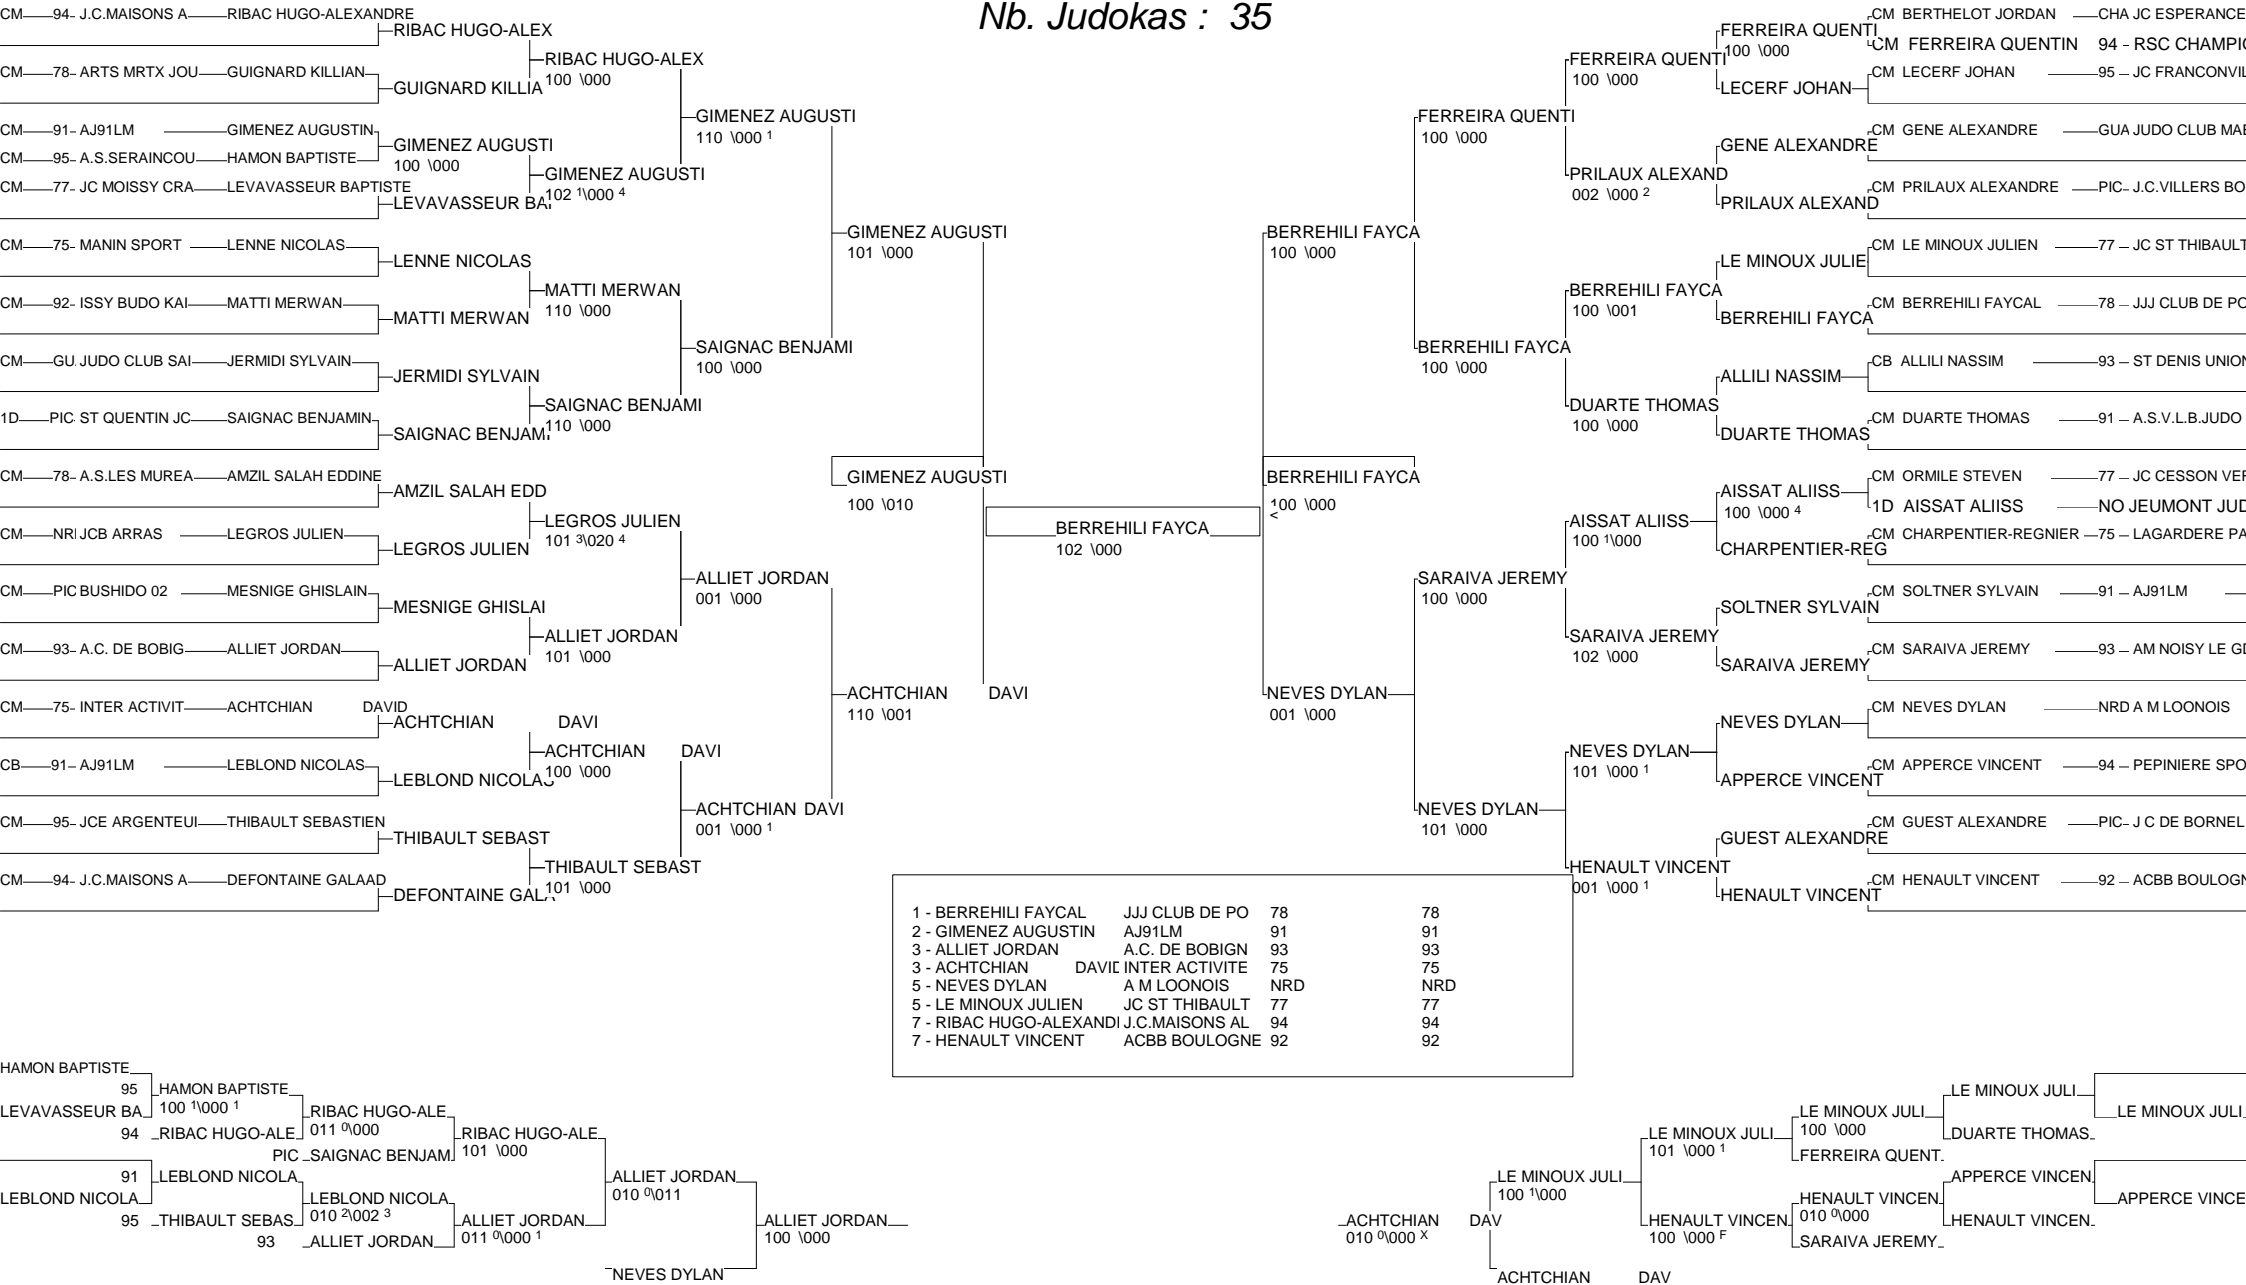 Nb. Judokas : 35
CM 94- J.C.MAISONS A RIBAC HUGO-ALEXANDRE
CM 78- ARTS MRTX JOU GUIGNARD KILLIAN
CM 91- AJ91LM GIMENEZ AUGUSTIN
CM 95- A.S.SERAINCOU HAMON BAPTISTE
CM 77- JC MOISSY CRA LEVAVASSEUR BAPTISTE
CM 75- MANIN SPORT LENNE NICOLAS
CM 92- ISSY BUDO KAI MATTI MERWAN
CM GU JUDO CLUB SAI JERMIDI SYLVAIN
1D PIC ST QUENTIN JC SAIGNAC BENJAMIN
CM 78- A.S.LES MUREA AMZIL SALAH EDDINE
CM NRI JCB ARRAS LEGROS JULIEN
CM PIC BUSHIDO 02 MESNIGE GHISLAIN
CM 93- A.C. DE BOBIG ALLIET JORDAN
CM 75- INTER ACTIVIT ACHTCHIAN DAVID
CB 91- AJ91LM LEBLOND NICOLAS
CM 95- JCE ARGENTEUI THIBAULT SEBASTIEN
CM 94- J.C.MAISONS A DEFONTAINE GALAAD
RIBAC HUGO-ALEX
GUIGNARD KILLIA
GIMENEZ AUGUSTI
100 \000
LEVAVASSEUR BA
LENNE NICOLAS
MATTI MERWAN
JERMIDI SYLVAIN
SAIGNAC BENJAMI
AMZIL SALAH EDD
LEGROS JULIEN
MESNIGE GHISLAI
ALLIET JORDAN
ACHTCHIAN DAVI
LEBLOND NICOLAS
THIBAULT SEBAST
DEFONTAINE GALA
RIBAC HUGO-ALEX
100 \000
GIMENEZ AUGUSTI
102 1\000 4
MATTI MERWAN
110 \000
SAIGNAC BENJAMI
110 \000
LEGROS JULIEN
101 3\020 4
ALLIET JORDAN
101 \000
ACHTCHIAN DAVI
100 \000
THIBAULT SEBAST
101 \000
GIMENEZ AUGUSTI
110 \000 1
SAIGNAC BENJAMI
100 \000
ALLIET JORDAN
001 \000
ACHTCHIAN DAVI
001 \000 1
GIMENEZ AUGUSTI
101 \000
GIMENEZ AUGUSTI
100 \010
ACHTCHIAN DAVI
110 \001
BERREHILI FAYCA
102 \000
BERREHILI FAYCA
100 \000
BERREHILI FAYCA
100 \000
<
NEVES DYLAN
001 \000
FERREIRA QUENTI
100 \000
BERREHILI FAYCA
100 \000
SARAIVA JEREMY
100 \000
NEVES DYLAN
101 \000
FERREIRA QUENTI
100 \000
PRILAUX ALEXAND
002 \000 2
BERREHILI FAYCA
100 \001
DUARTE THOMAS
100 \000
AISSAT ALIISS
100 1\000
SARAIVA JEREMY
102 \000
NEVES DYLAN
101 \000 1
HENAULT VINCENT
001 \000 1
FERREIRA QUENTI
100 \000
LECERF JOHAN
GENE ALEXANDRE
PRILAUX ALEXAND
LE MINOUX JULIE
BERREHILI FAYCA
ALLILI NASSIM
DUARTE THOMAS
AISSAT ALIISS
100 \000 4
CHARPENTIER-REG
SOLTNER SYLVAIN
SARAIVA JEREMY
NEVES DYLAN
APPERCE VINCENT
GUEST ALEXANDRE
HENAULT VINCENT
CM BERTHELOT JORDAN CHA JC ESPERANCE
CM FERREIRA QUENTIN 94 - RSC CHAMPI
CM LECERF JOHAN 95 – JC FRANCONVIL
CM GENE ALEXANDRE GUA JUDO CLUB MAB
CM PRILAUX ALEXANDRE PIC- J.C.VILLERS BO
CM LE MINOUX JULIEN 77 – JC ST THIBAULT
CM BERREHILI FAYCAL 78 – JJJ CLUB DE PO
CB ALLILI NASSIM 93 – ST DENIS UNION
CM DUARTE THOMAS 91 – A.S.V.L.B.JUDO
CM ORMILE STEVEN 77 – JC CESSON VER
1D AISSAT ALIISS NO JEUMONT JUD
CM CHARPENTIER-REGNIER 75 – LAGARDERE PA
CM SOLTNER SYLVAIN 91 – AJ91LM
CM SARAIVA JEREMY 93 – AM NOISY LE GD
CM NEVES DYLAN NRD A M LOONOIS
CM APPERCE VINCENT 94 – PEPINIERE SPO
CM GUEST ALEXANDRE PIC- J C DE BORNEL
CM HENAULT VINCENT 92 – ACBB BOULOGN
1 - BERREHILI FAYCAL JJJ CLUB DE PO 78 78
2 - GIMENEZ AUGUSTIN AJ91LM 91 91
3 - ALLIET JORDAN A.C. DE BOBIGN 93 93
3 - ACHTCHIAN DAVID INTER ACTIVITE 75 75
5 - NEVES DYLAN A M LOONOIS NRD NRD
5 - LE MINOUX JULIEN JC ST THIBAULT 77 77
7 - RIBAC HUGO-ALEXAND J.C.MAISONS AL 94 94
7 - HENAULT VINCENT ACBB BOULOGNE 92 92
HAMON BAPTISTE
95
LEVAVASSEUR BA
94
91
LEBLOND NICOLA
95
HAMON BAPTISTE
100 1\000 1
RIBAC HUGO-ALE
PIC SAIGNAC BENJAM
LEBLOND NICOLA
THIBAULT SEBAS
93 ALLIET JORDAN
RIBAC HUGO-ALE
011 0\000
LEBLOND NICOLA
010 2\002 3
RIBAC HUGO-ALE
101 \000
ALLIET JORDAN
011 0\000 1
ALLIET JORDAN
010 0\011
NEVES DYLAN
ALLIET JORDAN
100 \000
ACHTCHIAN DAV
010 0\000 X
LE MINOUX JULI
100 1\000
ACHTCHIAN DAV
LE MINOUX JULI
101 \000 1
HENAULT VINCEN
100 \000 F
LE MINOUX JULI
100 \000
FERREIRA QUENT
HENAULT VINCEN
010 0\000
SARAIVA JEREMY
LE MINOUX JULI
DUARTE THOMAS
APPERCE VINCEN
HENAULT VINCEN
LE MINOUX JULI
APPERCE VINCE